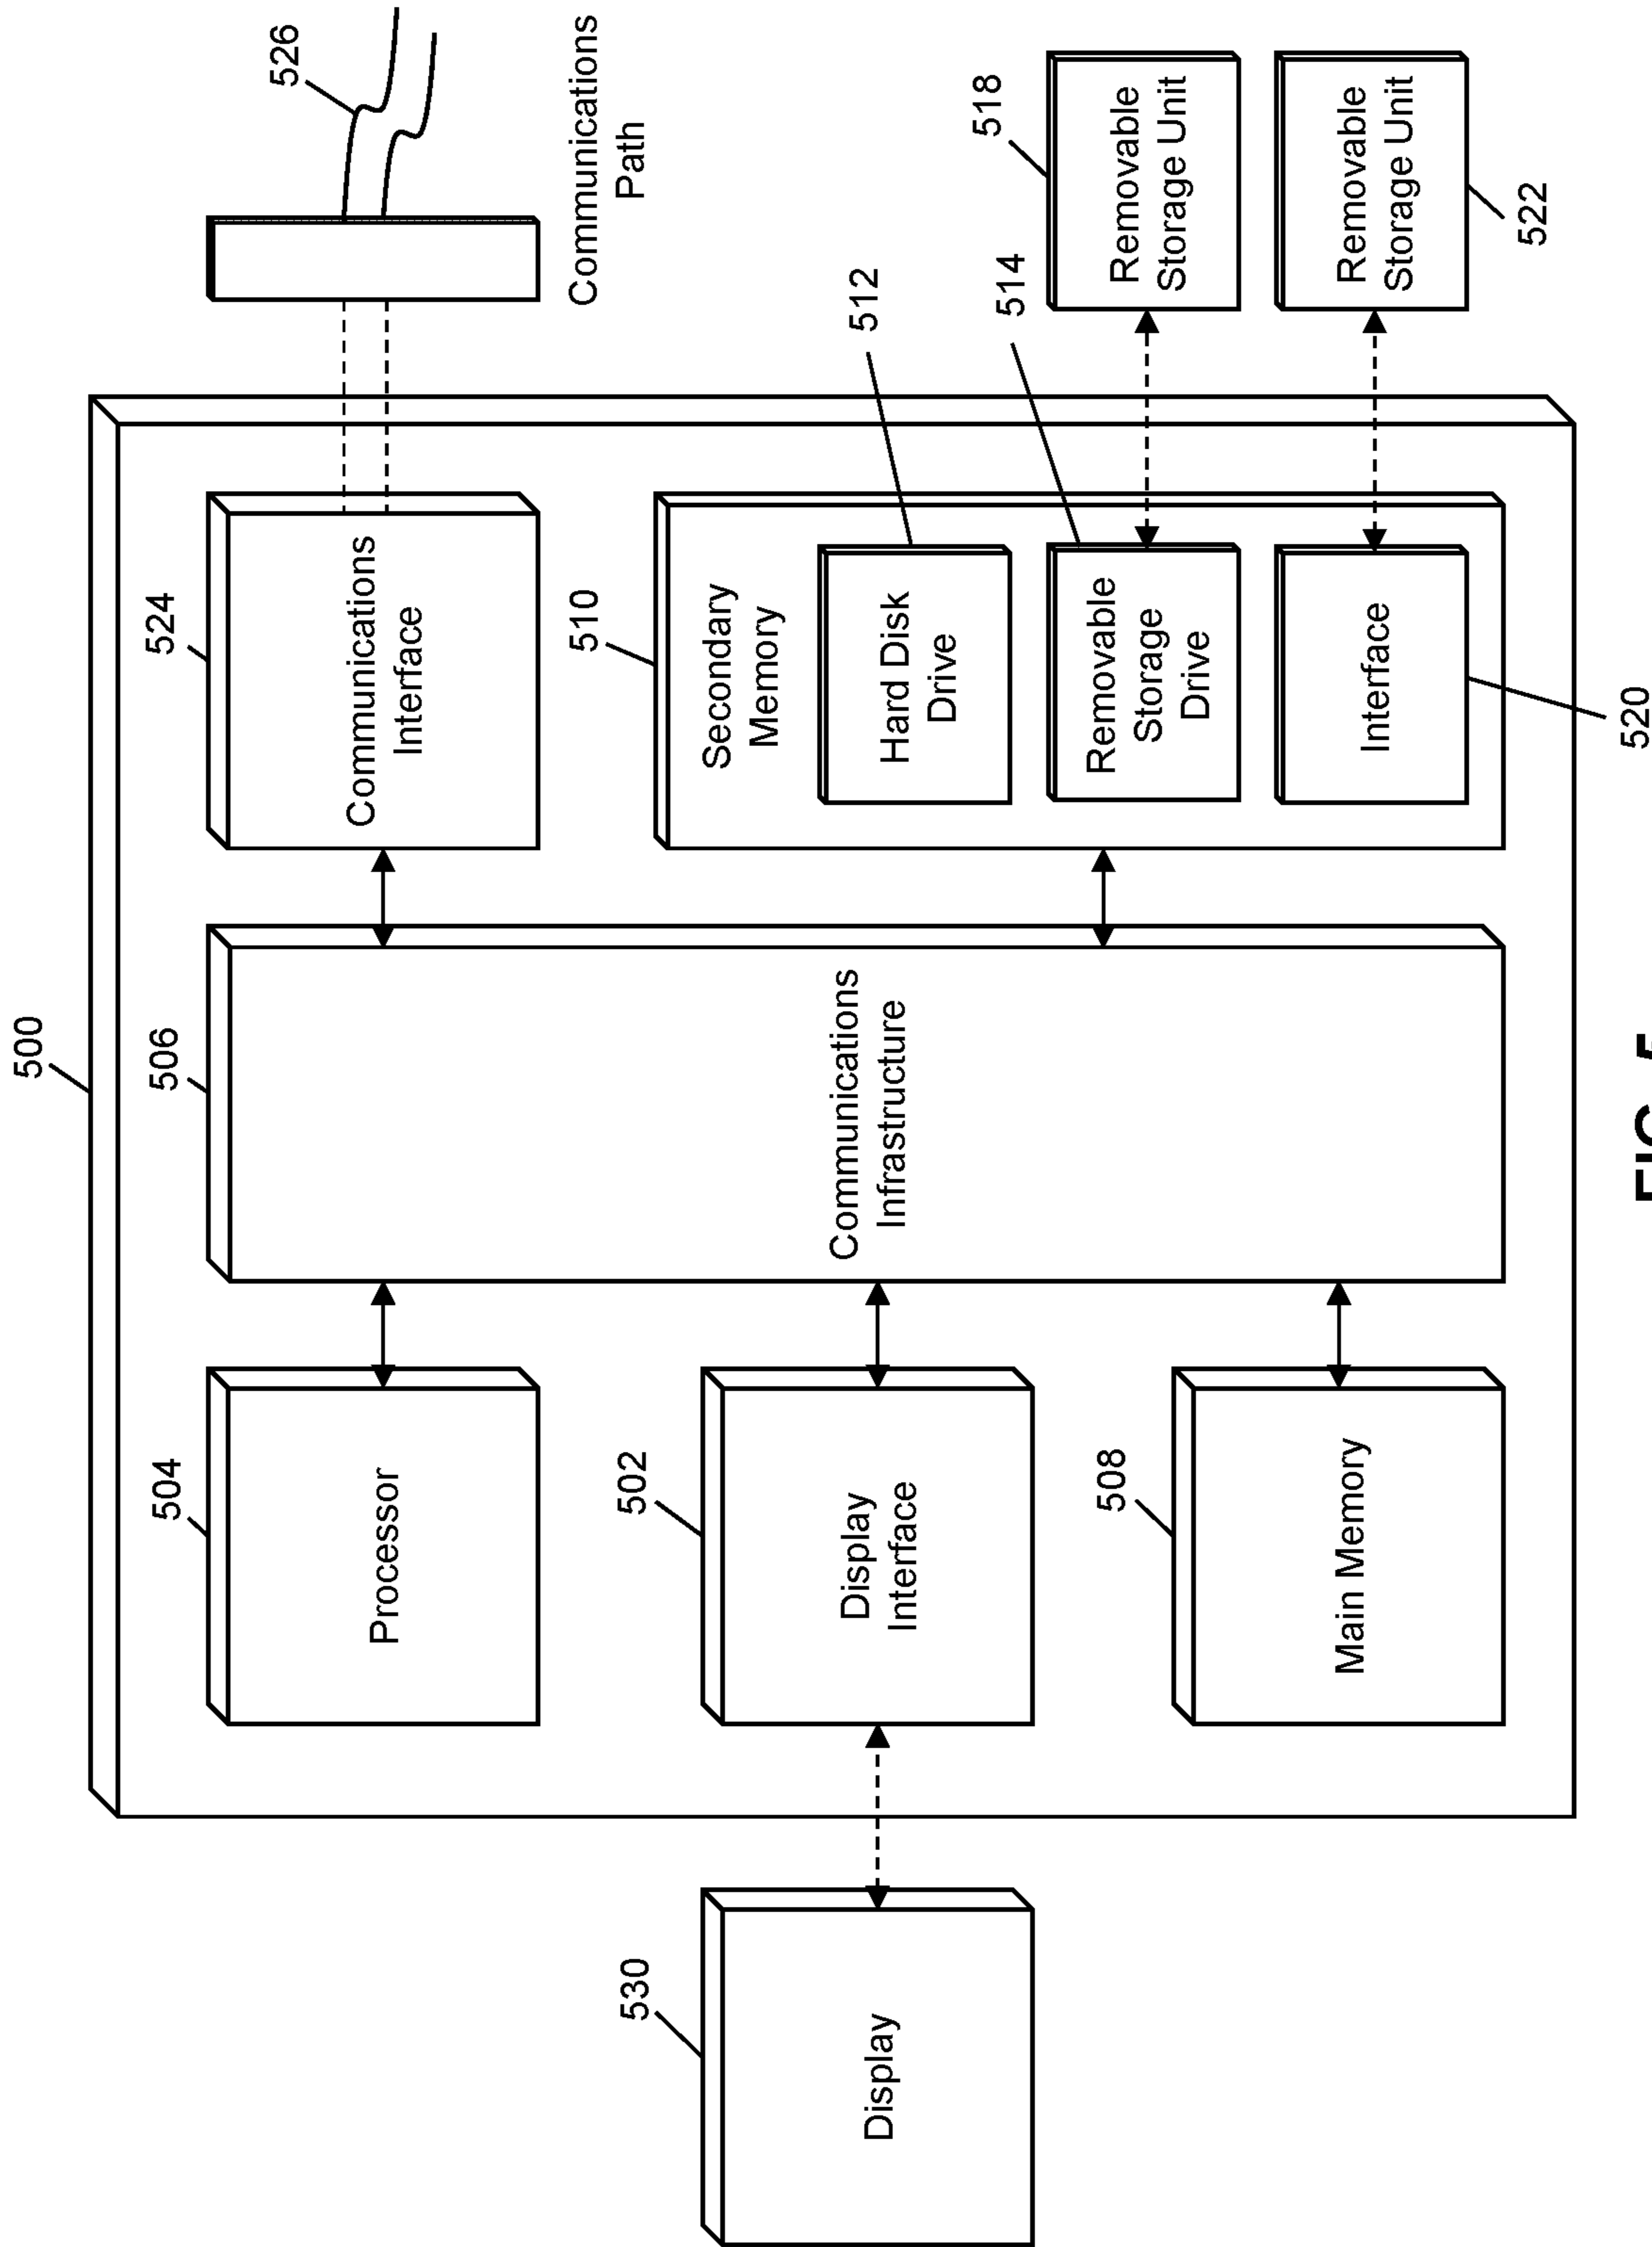 500
504
506
524
526
Processor
Communications
Interface
Communications
Path
530
502
510
Display
Display
Interface
Communications
Infrastructure
Secondary
Memory
512
Hard Disk
Drive
508
514
518
Main Memory
Removable
Storage
Drive
Removable
Storage Unit
Interface
Removable
Storage Unit
522
520
FIG. 5